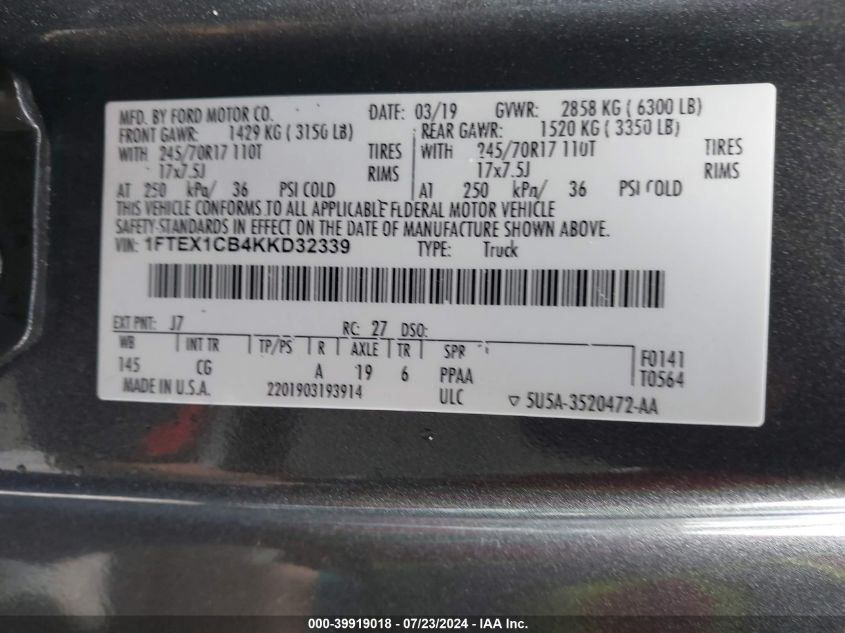 MFD. BY FORD MOTOR CO. DATE: 03/19 GVWR: 2858 KG ( 6300 LB)
FRONT GAWR: 1429 KG ( 3150 LB) REAR GAWR: 1520 KG ( 3350 LB)
WITH 245/70R17 110T TIRES WITH 245/70R17 110T TIRES
17x7.5J RIMS 17x7.5J RIMS
AT 250 kPa/ 36 PSI COLD AT 250 kPa/ 36 PSI COLD
THIS VEHICLE CONFORMS TO ALL APPLICABLE FEDERAL MOTOR VEHICLE
SAFETY STANDARDS IN EFFECT ON THE DATE OF MANUFACTURE SHOWN ABOVE.
VIN: 1FTEX1CB4KKD32339 TYPE: Truck
EXT PNT: J7 RC: 27 DSO:
WB INT TR TP/PS R AXLE TR SPR F0141
145 CG A 19 6 PPAA T0564
MADE IN U.S.A. 2201903193914 ULC ▽ 5U5A-3520472-AA
000-39919018 - 07/23/2024 - IAA Inc.